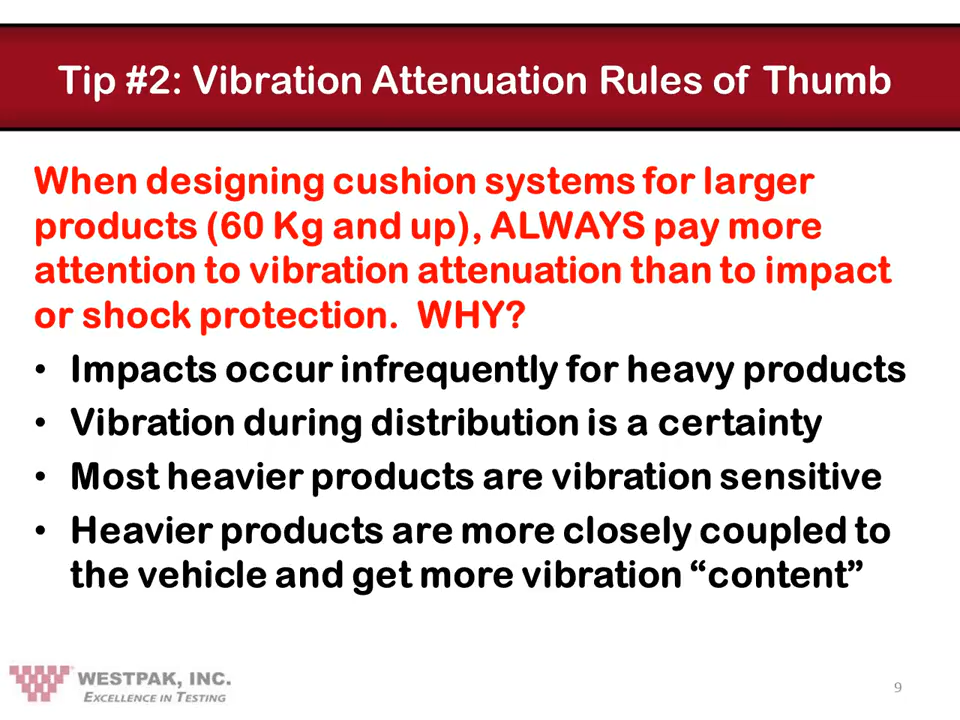 Tip #2: Vibration Attenuation Rules of Thumb
When designing cushion systems for larger
products (60 Kg and up), ALWAYS pay more
attention to vibration attenuation than to impact
or shock protection. WHY?
• Impacts occur infrequently for heavy products
• Vibration during distribution is a certainty
• Most heavier products are vibration sensitive
• Heavier products are more closely coupled to
the vehicle and get more vibration “content”
WESTPAK, INC.
EXCELLENCE IN TESTING
9